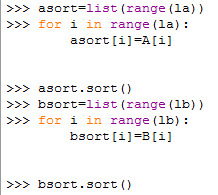 >>> asort=list(range(la))
>>> for i in range(la):
        asort[i]=A[i]
>>> asort.sort()
>>> bsort=list(range(lb))
>>> for i in range(lb):
        bsort[i]=B[i]
>>> bsort.sort()